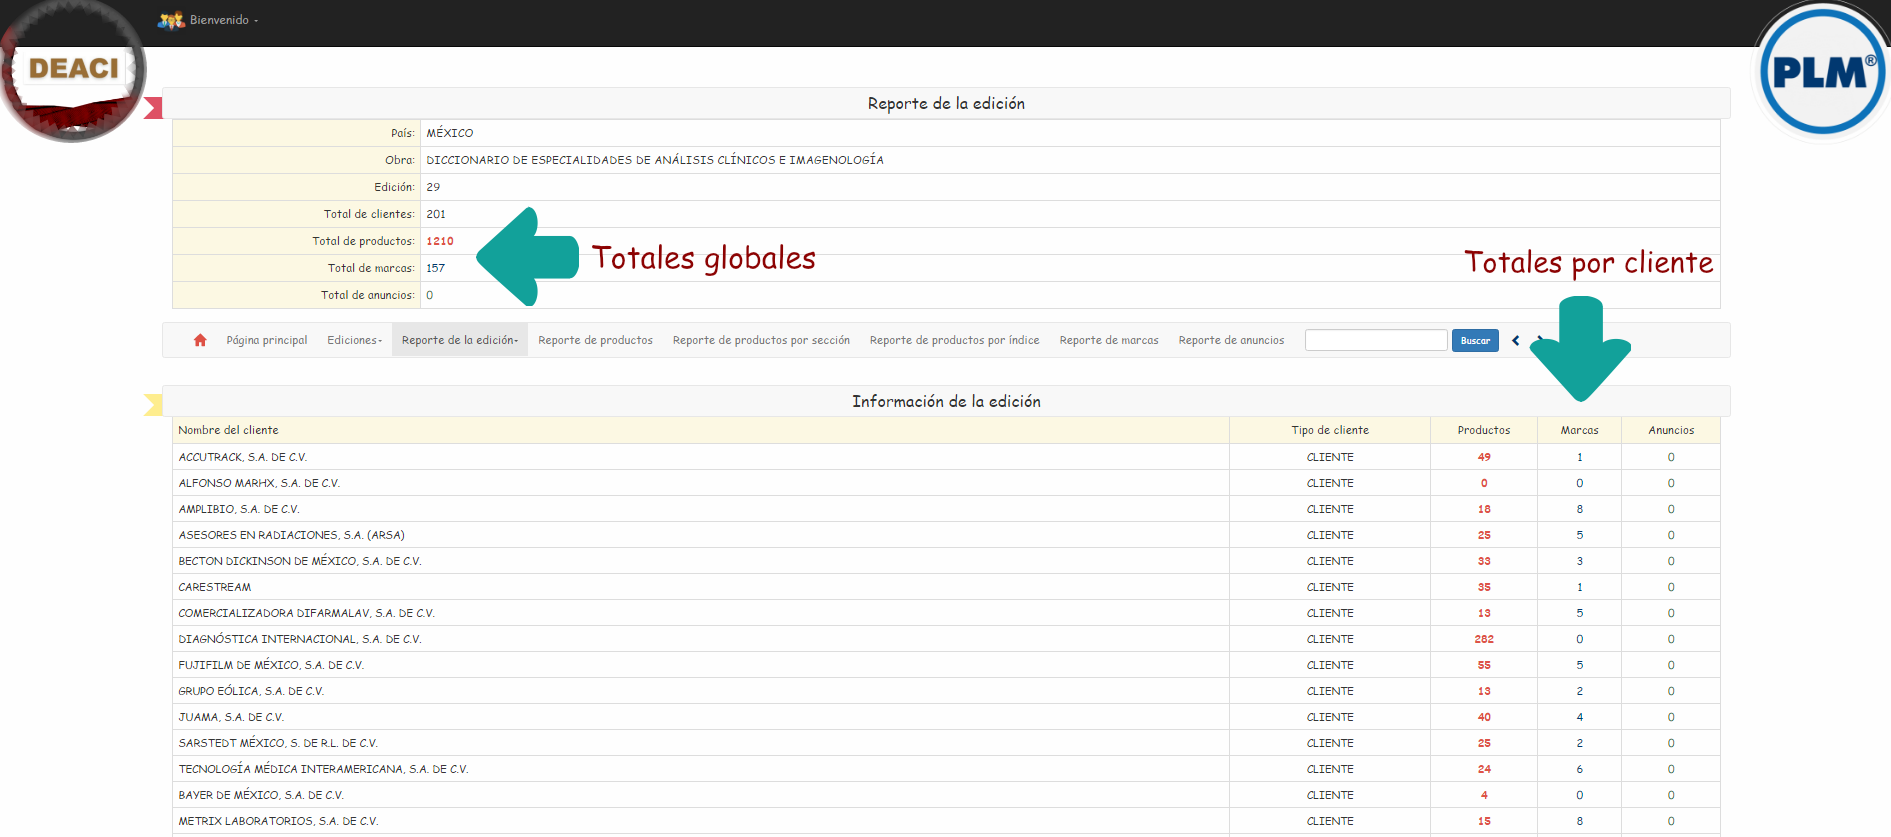 Bienvenido
DEACI
PLM®
Reporte de la edición
País: MÉXICO
Obra: DICCIONARIO DE ESPECIALIDADES DE ANÁLISIS CLÍNICOS E IMAGENOLOGÍA
Edición: 29
Total de clientes: 201
Total de productos: 1210
Total de marcas: 157
Total de anuncios: 0
Totales globales
Totales por cliente
Página principal Ediciones Reporte de la edición Reporte de productos Reporte de productos por sección Reporte de productos por índice Reporte de marcas Reporte de anuncios Buscar
Información de la edición
Nombre del cliente Tipo de cliente Productos Marcas Anuncios
ACCUTRACK, S.A. DE C.V. CLIENTE 49 1 0
ALFONSO MARHX, S.A. DE C.V. CLIENTE 0 0 0
AMPLIBIO, S.A. DE C.V. CLIENTE 18 8 0
ASESORES EN RADIACIONES, S.A. (ARSA) CLIENTE 25 5 0
BECTON DICKINSON DE MÉXICO, S.A. DE C.V. CLIENTE 33 3 0
CARESTREAM CLIENTE 35 1 0
COMERCIALIZADORA DIFARMALAV, S.A. DE C.V. CLIENTE 13 5 0
DIAGNÓSTICA INTERNACIONAL, S.A. DE C.V. CLIENTE 282 0 0
FUJIFILM DE MÉXICO, S.A. DE C.V. CLIENTE 55 5 0
GRUPO EÓLICA, S.A. DE C.V. CLIENTE 13 2 0
JUAMA, S.A. DE C.V. CLIENTE 40 4 0
SARSTEDT MÉXICO, S. DE R.L. DE C.V. CLIENTE 25 2 0
TECNOLOGÍA MÉDICA INTERAMERICANA, S.A. DE C.V. CLIENTE 24 6 0
BAYER DE MÉXICO, S.A. DE C.V. CLIENTE 4 0 0
METRIX LABORATORIOS, S.A. DE C.V. CLIENTE 15 8 0